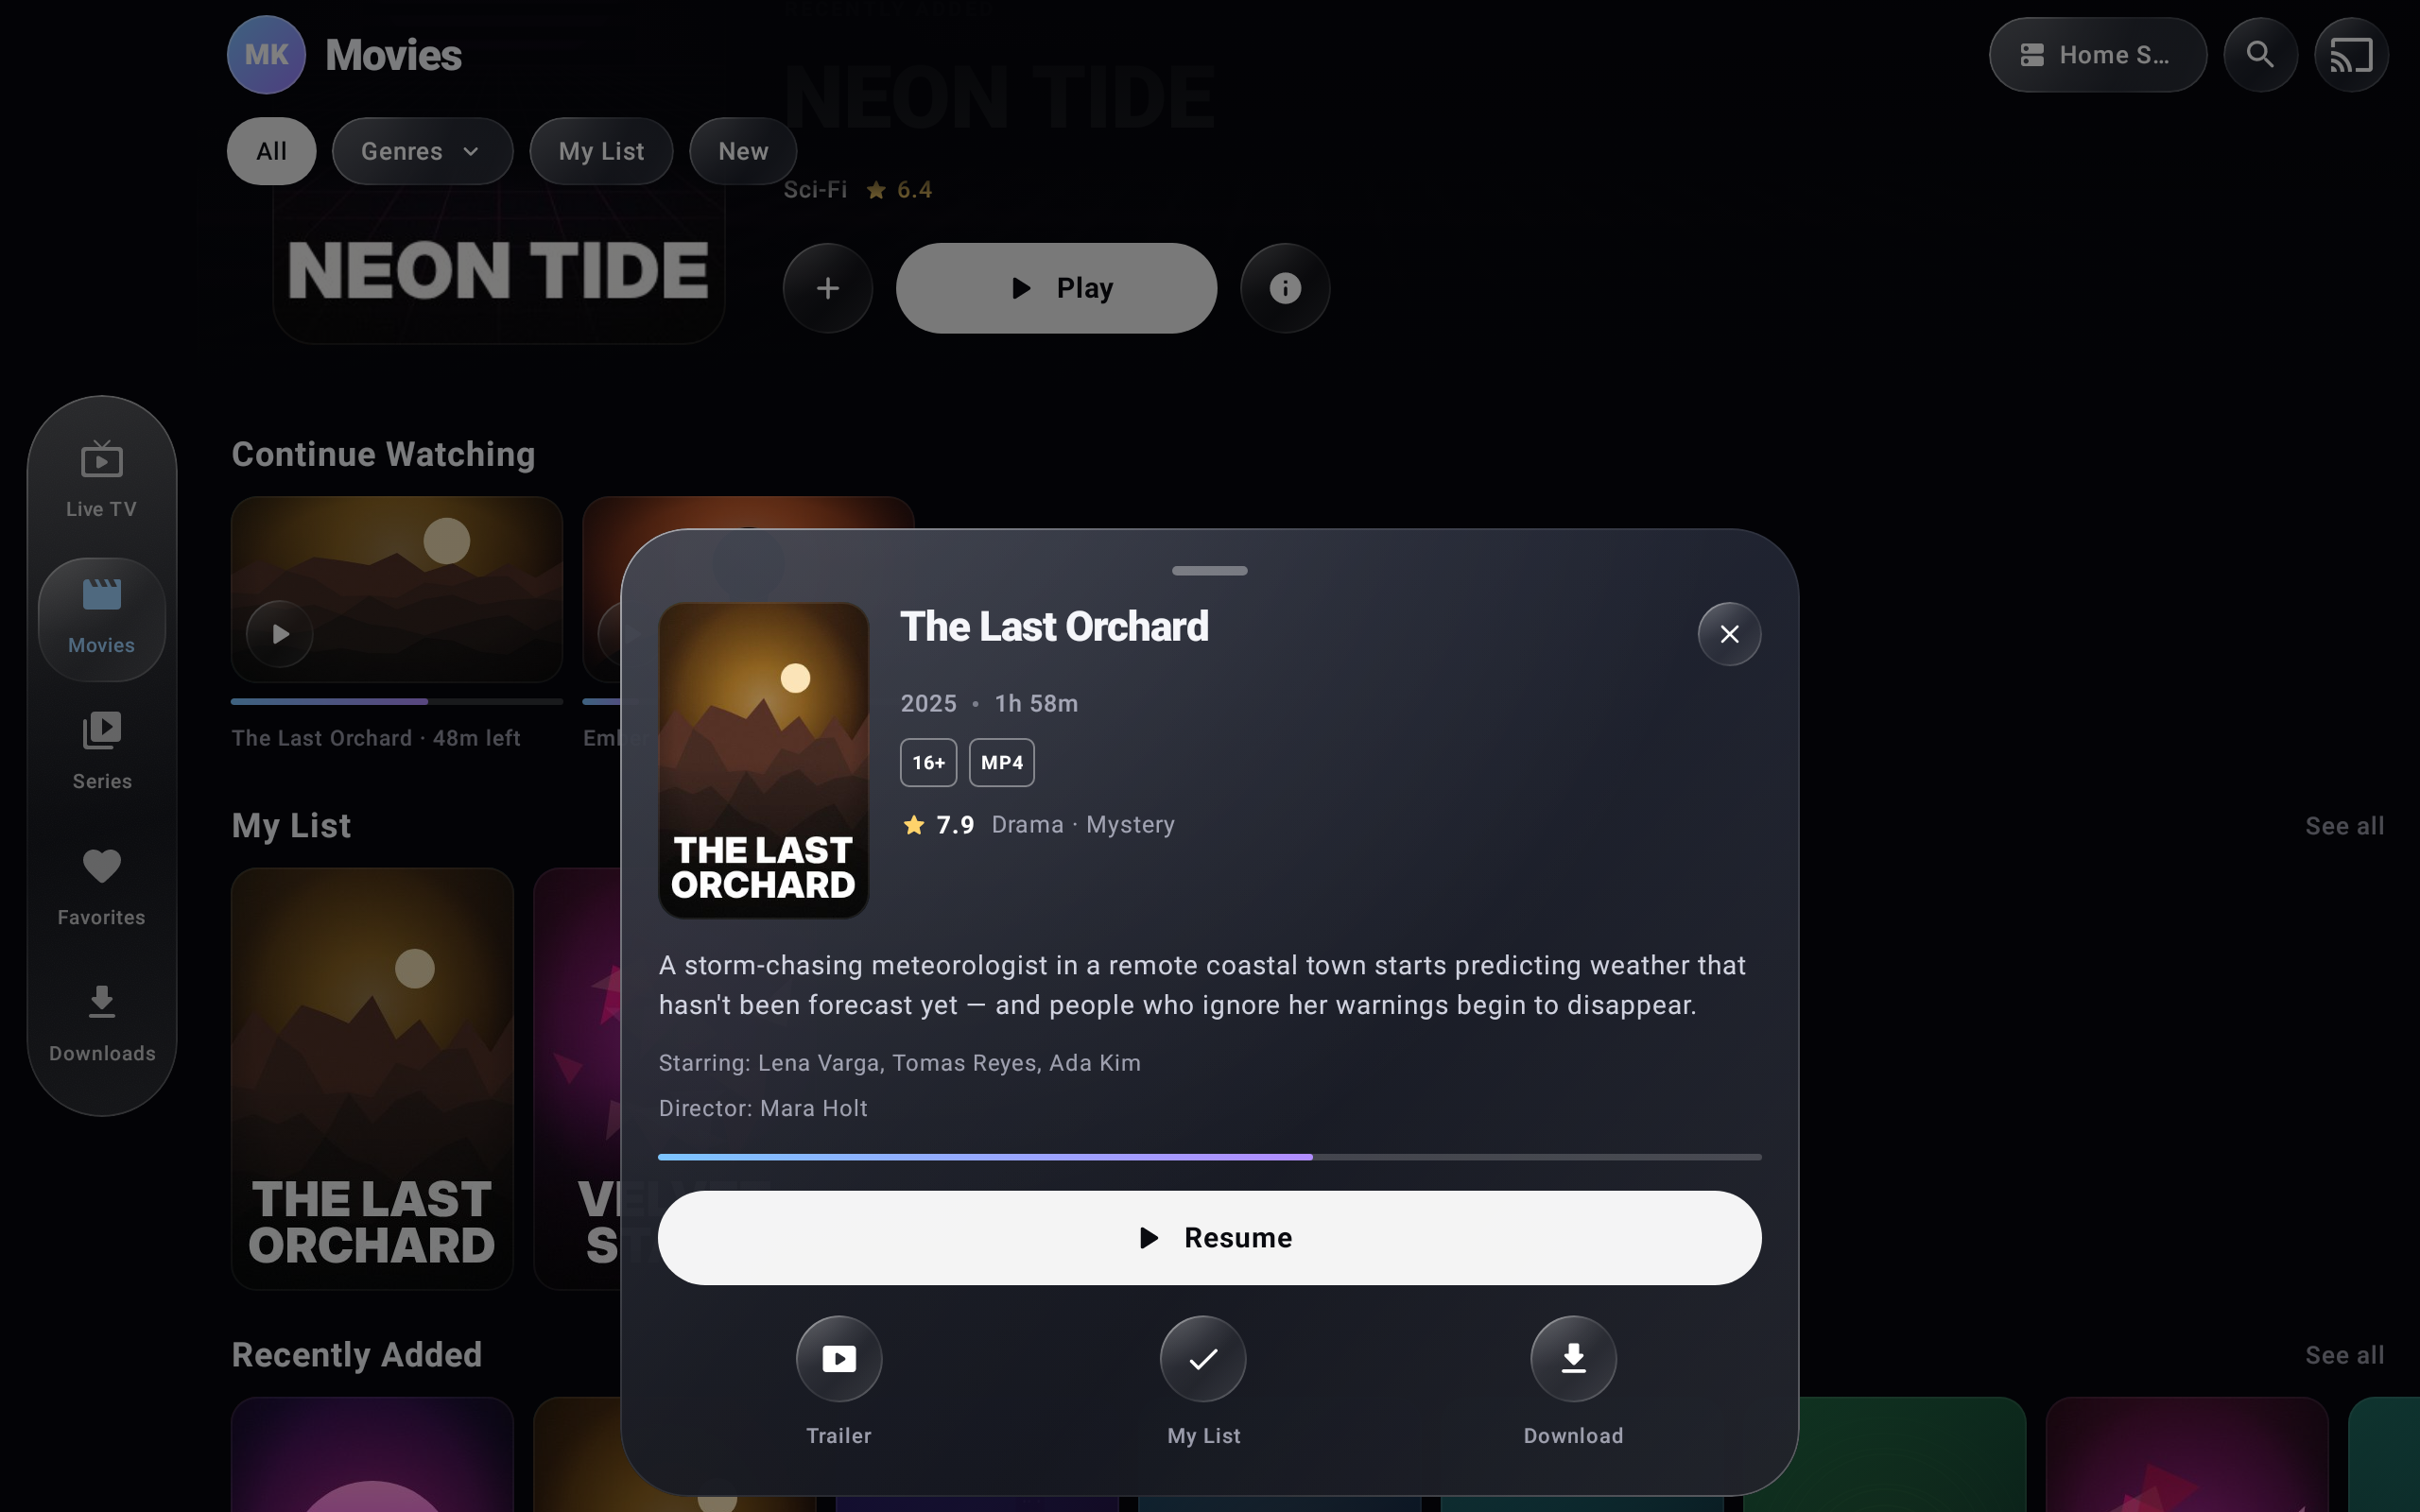 MK
Movies
Home S...
All
Genres
My List
New
NEON TIDE
Sci-Fi
6.4
NEON TIDE
Play
Live TV
Movies
Series
Favorites
Downloads
Continue Watching
The Last Orchard · 48m left
My List
See all
THE LAST
ORCHARD
Recently Added
See all
The Last Orchard
2025 • 1h 58m
16+
MP4
7.9
Drama · Mystery
THE LAST
ORCHARD
A storm-chasing meteorologist in a remote coastal town starts predicting weather that
hasn't been forecast yet — and people who ignore her warnings begin to disappear.
Starring: Lena Varga, Tomas Reyes, Ada Kim
Director: Mara Holt
Resume
Trailer
My List
Download